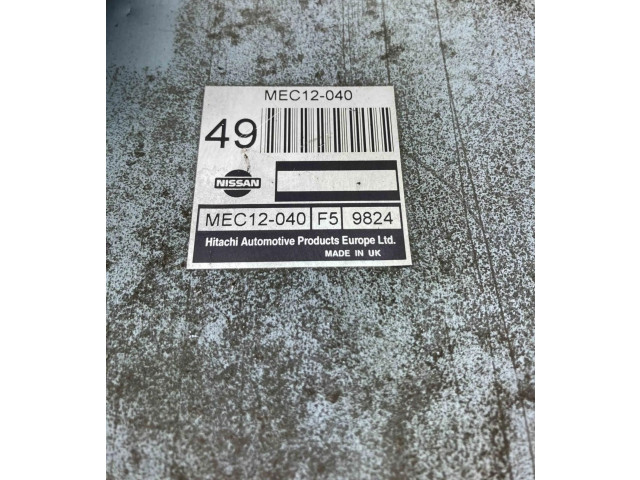 MEC12-040
49
NISSAN
MEC12-040 F5 9824
Hitachi Automotive Products Europe Ltd.
MADE IN UK